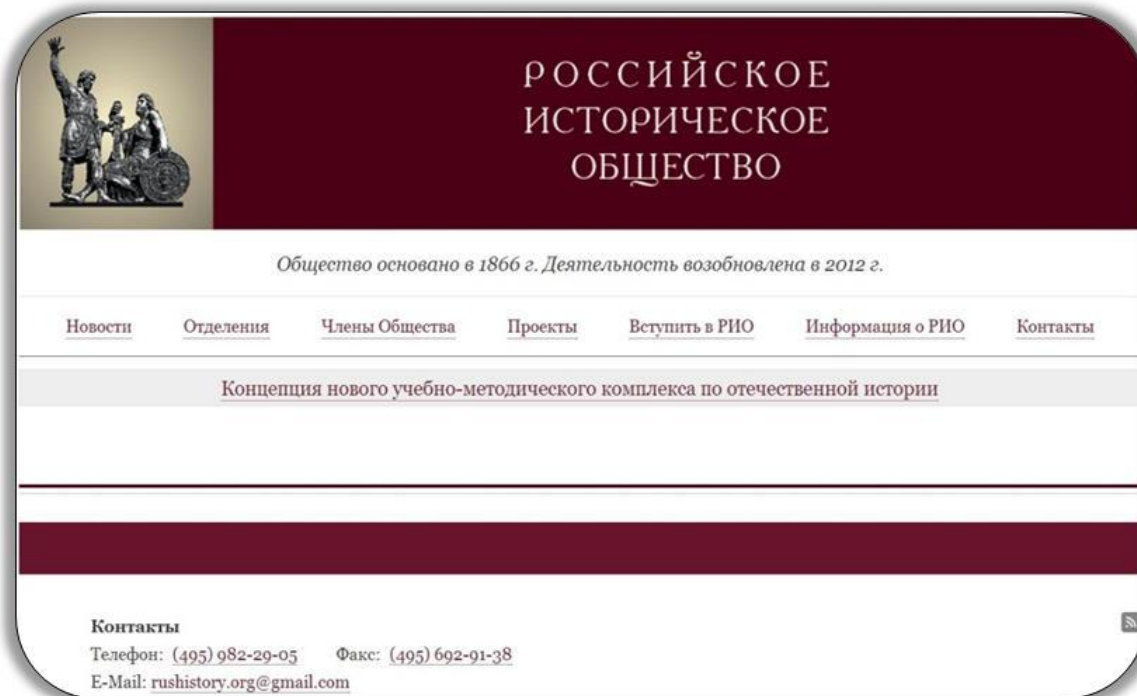 РОССИЙСКОЕ
ИСТОРИЧЕСКОЕ
ОБЩЕСТВО
Общество основано в 1866 г. Деятельность возобновлена в 2012 г.
Новости Отделения Члены Общества Проекты Вступить в РИО Информация о РИО Контакты
Концепция нового учебно-методического комплекса по отечественной истории
Контакты
Телефон: (495) 982-29-05 Факс: (495) 692-91-38
E-Mail: rushistory.org@gmail.com